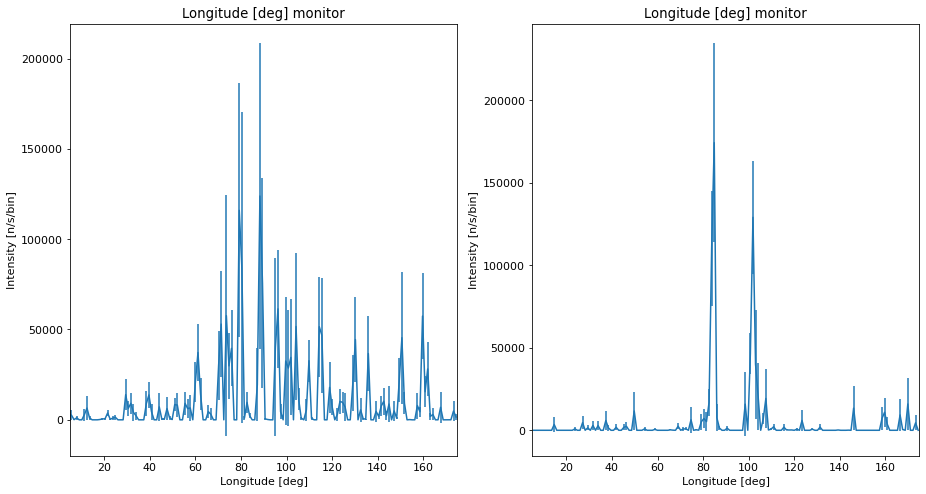 Longitude [deg] monitor
Intensity [n/s/bin]
200000
150000
100000
50000
0
20 40 60 80 100 120 140 160
Longitude [deg]
Longitude [deg] monitor
Intensity [n/s/bin]
200000
150000
100000
50000
0
20 40 60 80 100 120 140 160
Longitude [deg]